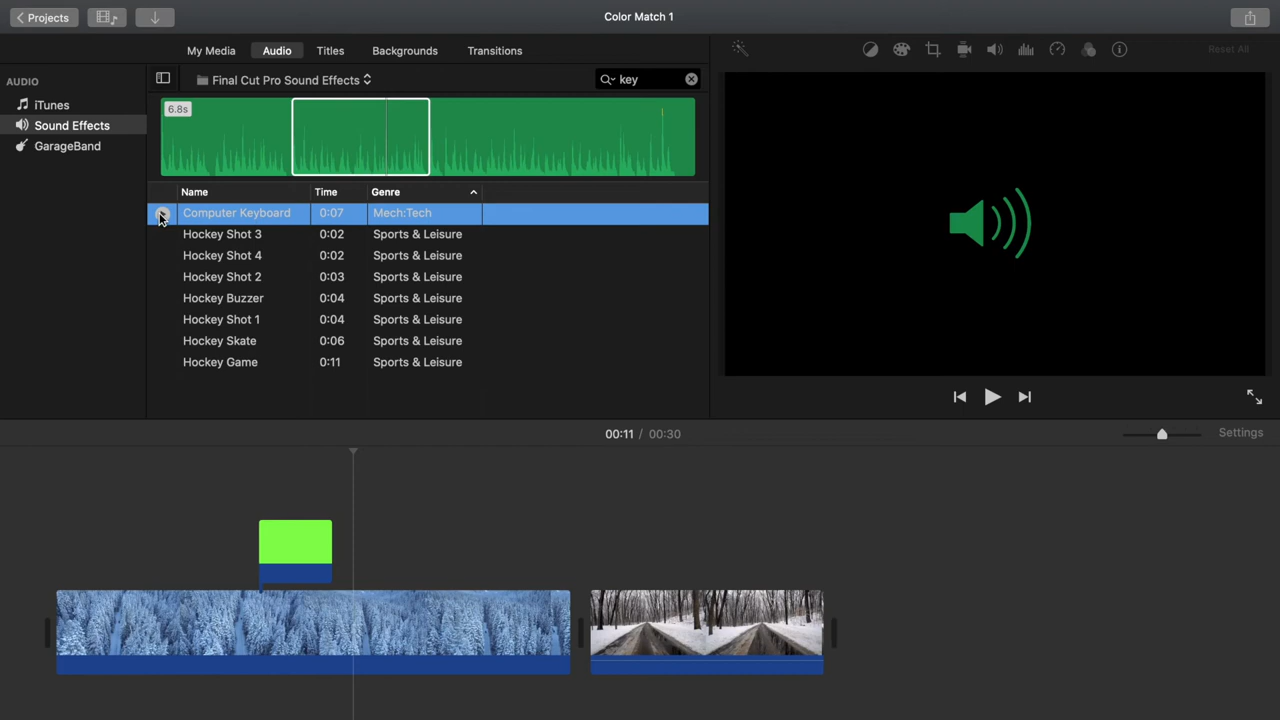 Projects
Color Match 1
My Media Audio Titles Backgrounds Transitions
Reset All
AUDIO
iTunes
Sound Effects
GarageBand
Final Cut Pro Sound Effects
key
6.8s
Name Time Genre
Computer Keyboard 0:07 Mech:Tech
Hockey Shot 3 0:02 Sports & Leisure
Hockey Shot 4 0:02 Sports & Leisure
Hockey Shot 2 0:03 Sports & Leisure
Hockey Buzzer 0:04 Sports & Leisure
Hockey Shot 1 0:04 Sports & Leisure
Hockey Skate 0:06 Sports & Leisure
Hockey Game 0:11 Sports & Leisure
00:11 / 00:30
Settings